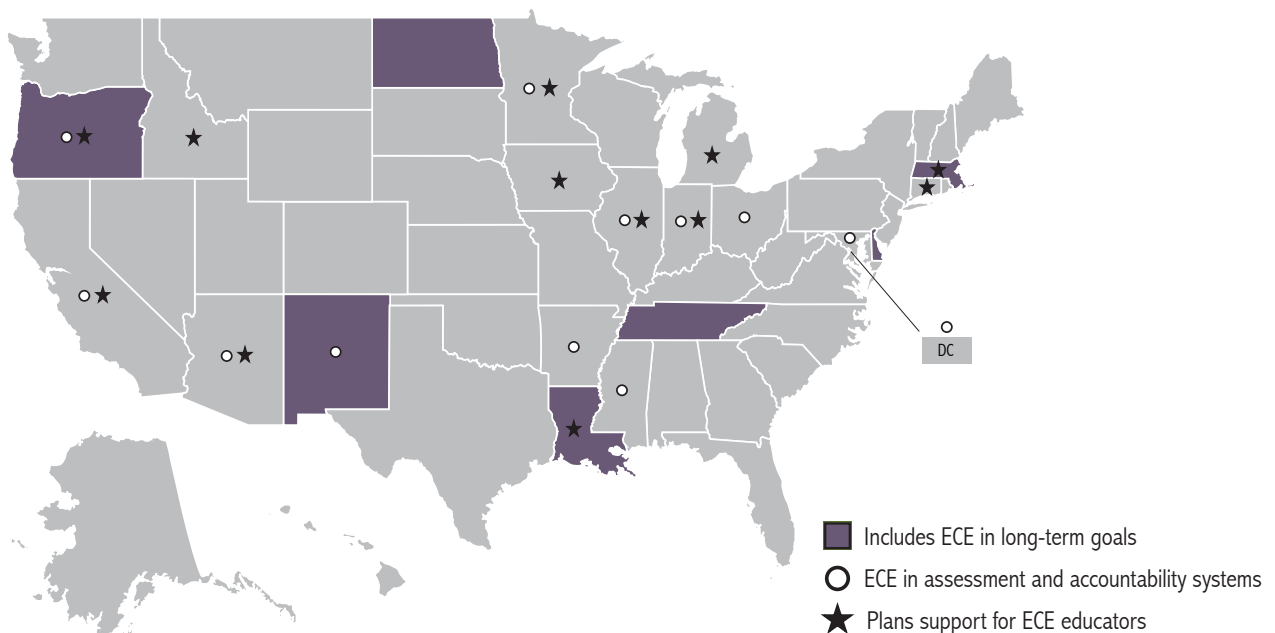 DC
Includes ECE in long-term goals
ECE in assessment and accountability systems
Plans support for ECE educators